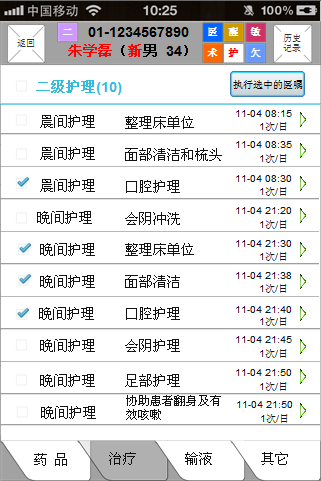 中国移动 10:25 100%
返回 二 01-1234567890 医 醒 敏 历史记录
朱学磊（新男 34） 术 护 欠
二级护理(10) 执行选中的医嘱
晨间护理 整理床单位 11-04 08:15 1次/日
晨间护理 面部清洁和梳头 11-04 08:35 1次/日
晨间护理 口腔护理 11-04 08:30 1次/日
晚间护理 会阴冲洗 11-04 21:20 1次/日
晚间护理 整理床单位 11-04 21:30 1次/日
晚间护理 面部清洁 11-04 21:38 1次/日
晚间护理 口腔护理 11-04 21:40 1次/日
晚间护理 会阴护理 11-04 21:45 1次/日
晚间护理 足部护理 11-04 21:50 1次/日
晚间护理 协助患者翻身及有效咳嗽 11-04 21:50 1次/日
药 品 治疗 输液 其它